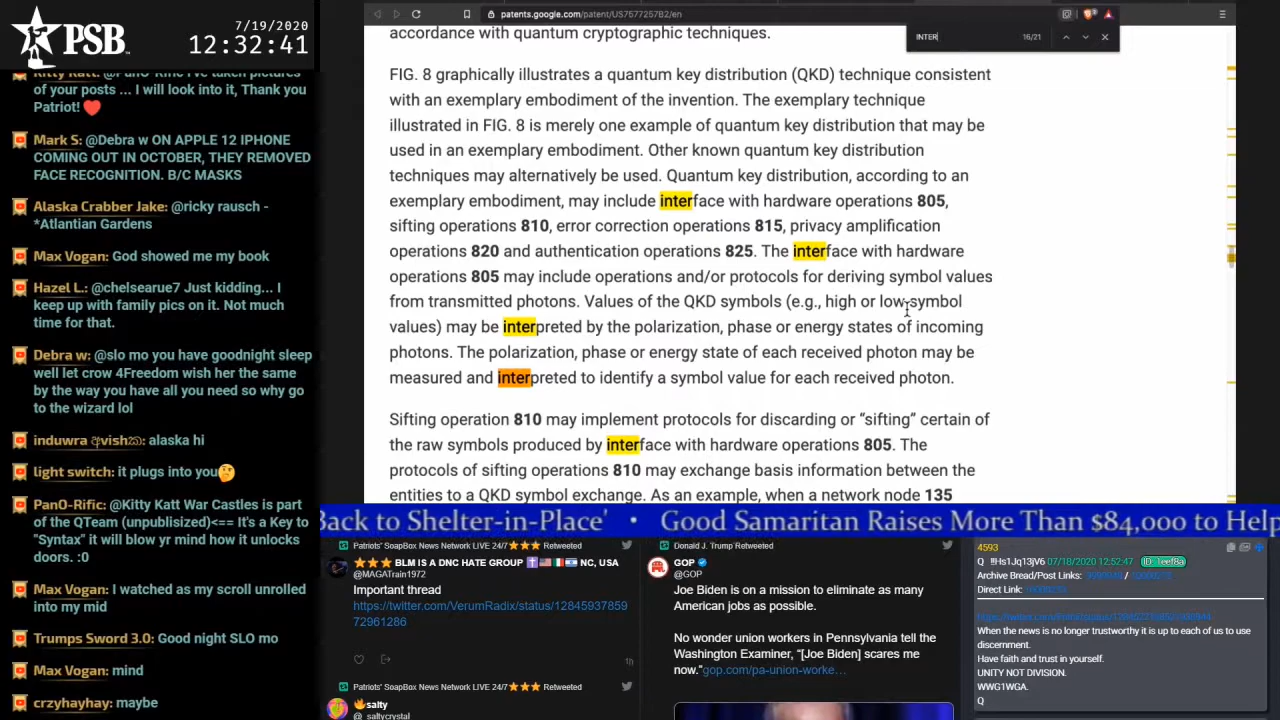 PSB
7/19/2020
12:32:41
of your posts ... I will look into it, Thank you
Patriot! ❤️
Mark S: @Debra w ON APPLE 12 IPHONE
COMING OUT IN OCTOBER, THEY REMOVED
FACE RECOGNITION. B/C MASKS
Alaska Crabber Jake: @ricky rausch -
*Atlantian Gardens
Max Vogan: God showed me my book
Hazel L.: @chelsearue7 Just kidding... I
keep up with family pics on it. Not much
time for that.
Debra w: @slo mo you have goodnight sleep
well let crow 4Freedom wish her the same
by the way you have all you need so why go
to the wizard lol
induwra අvish: alaska hi
light switch: it plugs into you🤔
PanO-Rific: @Kitty Katt War Castles is part
of the QTeam (unpublisized)<== It's a Key to
"Syntax" it will blow yr mind how it unlocks
doors. :0
Max Vogan: I watched as my scroll unrolled
into my mid
Trumps Sword 3.0: Good night SLO mo
Max Vogan: mind
crzyhayhay: maybe
patents.google.com/patent/US7577257B2/en
INTER
16/21
accordance with quantum cryptographic techniques.
FIG. 8 graphically illustrates a quantum key distribution (QKD) technique consistent
with an exemplary embodiment of the invention. The exemplary technique
illustrated in FIG. 8 is merely one example of quantum key distribution that may be
used in an exemplary embodiment. Other known quantum key distribution
techniques may alternatively be used. Quantum key distribution, according to an
exemplary embodiment, may include interface with hardware operations 805,
sifting operations 810, error correction operations 815, privacy amplification
operations 820 and authentication operations 825. The interface with hardware
operations 805 may include operations and/or protocols for deriving symbol values
from transmitted photons. Values of the QKD symbols (e.g., high or low symbol
values) may be interpreted by the polarization, phase or energy states of incoming
photons. The polarization, phase or energy state of each received photon may be
measured and interpreted to identify a symbol value for each received photon.
Sifting operation 810 may implement protocols for discarding or “sifting” certain of
the raw symbols produced by interface with hardware operations 805. The
protocols of sifting operations 810 may exchange basis information between the
entities to a QKD symbol exchange. As an example, when a network node 135
Back to Shelter-in-Place' • Good Samaritan Raises More Than $84,000 to Help
Patriots' SoapBox News Network LIVE 24/7⭐⭐⭐ Retweeted
⭐⭐⭐ BLM IS A DNC HATE GROUP ✝️🇺🇸🇮🇹🇮🇱 NC, USA
@MAGATrain1972
Important thread
https://twitter.com/VerumRadix/status/12845937859
72961286
1h
Patriots' SoapBox News Network LIVE 24/7⭐⭐⭐ Retweeted
🔥salty
@_saltycrystal
Donald J. Trump Retweeted
GOP
@GOP
Joe Biden is on a mission to eliminate as many
American jobs as possible.
No wonder union workers in Pennsylvania tell the
Washington Examiner, “[Joe Biden] scares me
now.”gop.com/pa-union-worke…
4593
Q !!Hs1Jq13jV6 07/18/2020 12:52:47 ID: 1eef8a
Archive Bread/Post Links:
Direct Link:
When the news is no longer trustworthy it is up to each of us to use
discernment.
Have faith and trust in yourself.
UNITY NOT DIVISION.
WWG1WGA.
Q